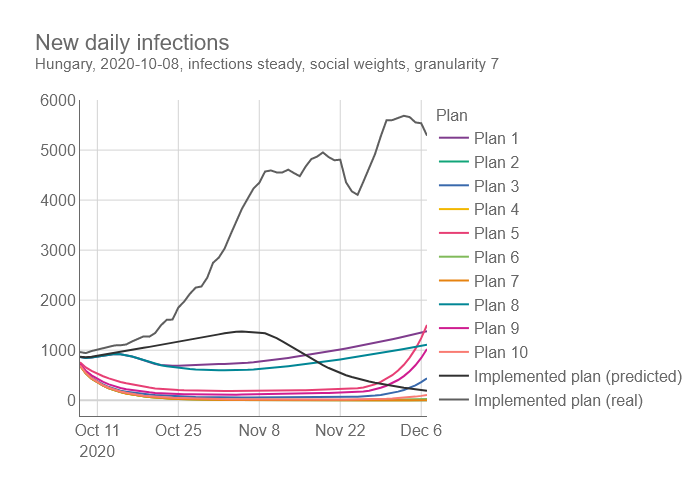 New daily infections
Hungary, 2020-10-08, infections steady, social weights, granularity 7
6000
5000
4000
3000
2000
1000
0
Oct 11
2020
Oct 25
Nov 8
Nov 22
Dec 6
Plan
Plan 1
Plan 2
Plan 3
Plan 4
Plan 5
Plan 6
Plan 7
Plan 8
Plan 9
Plan 10
Implemented plan (predicted)
Implemented plan (real)